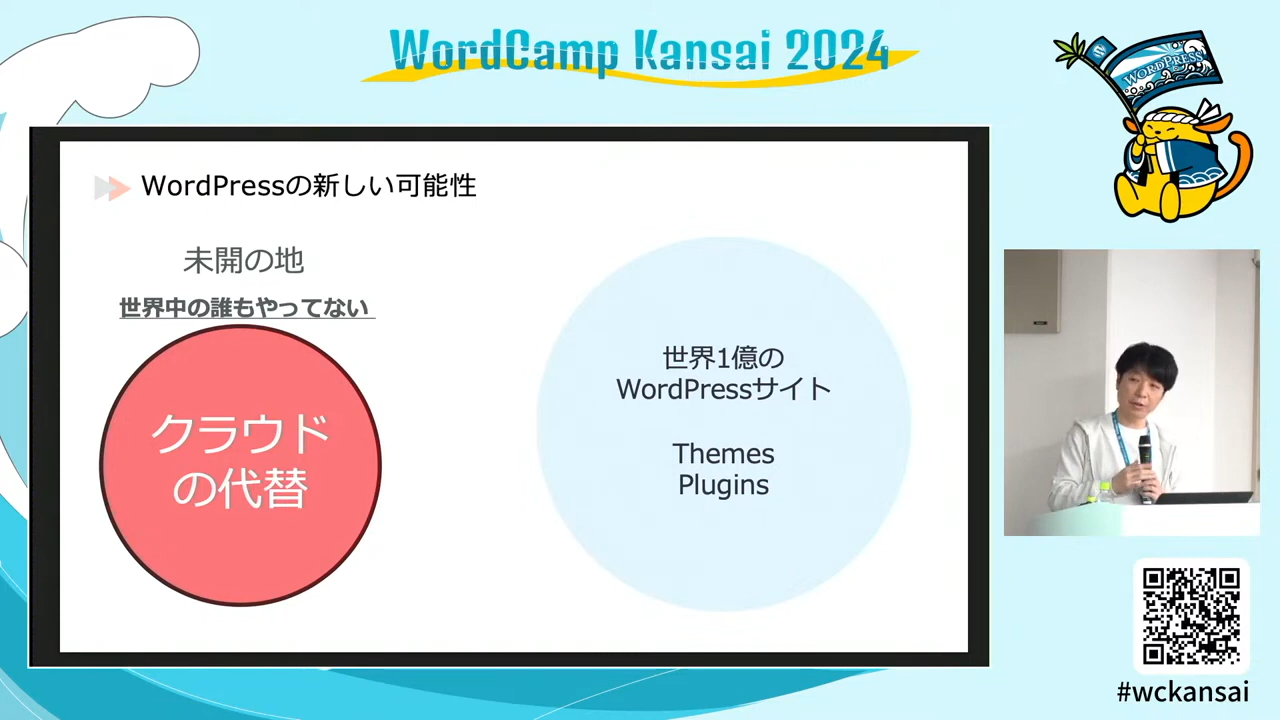 WordCamp Kansai 2024
WORDPRESS
WordPressの新しい可能性
未開の地
世界中の誰もやってない
クラウド
の代替
世界1億の
WordPressサイト
Themes
Plugins
#wckansai